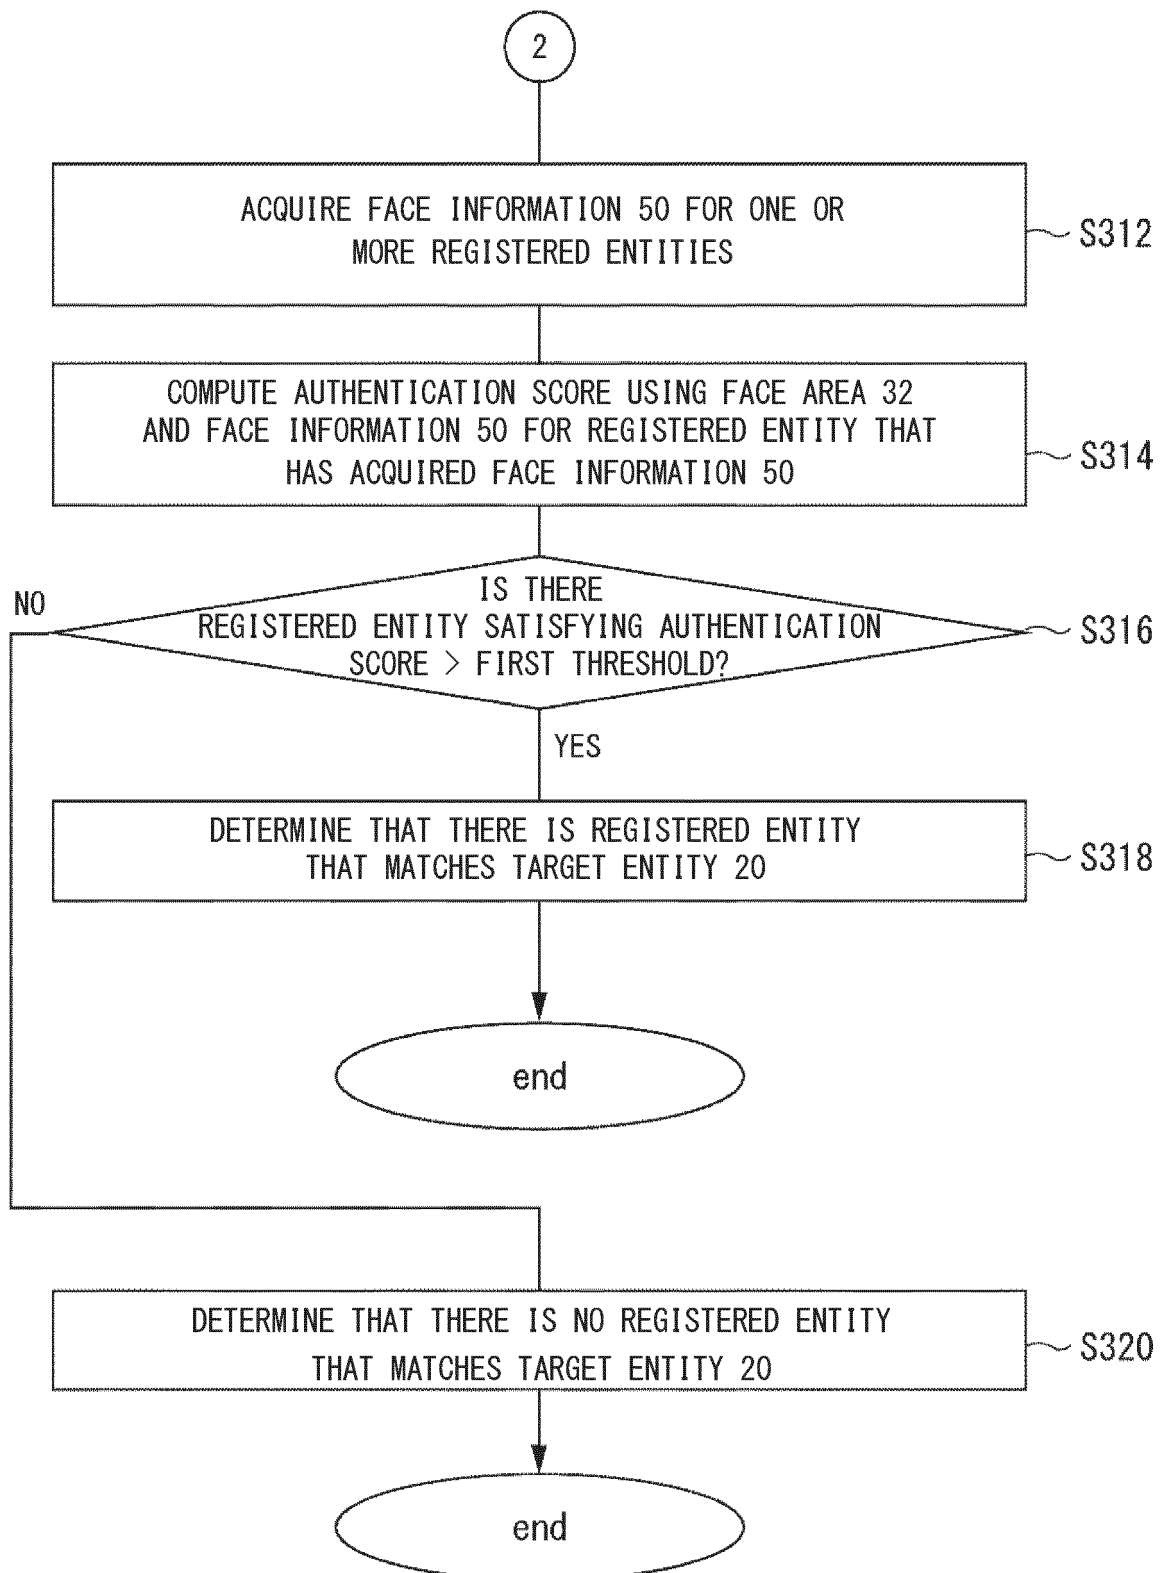 2
ACQUIRE FACE INFORMATION 50 FOR ONE OR
MORE REGISTERED ENTITIES
S312
COMPUTE AUTHENTICATION SCORE USING FACE AREA 32
AND FACE INFORMATION 50 FOR REGISTERED ENTITY THAT
HAS ACQUIRED FACE INFORMATION 50
S314
IS THERE
REGISTERED ENTITY SATISFYING AUTHENTICATION
SCORE > FIRST THRESHOLD?
S316
NO
YES
DETERMINE THAT THERE IS REGISTERED ENTITY
THAT MATCHES TARGET ENTITY 20
S318
end
DETERMINE THAT THERE IS NO REGISTERED ENTITY
THAT MATCHES TARGET ENTITY 20
S320
end